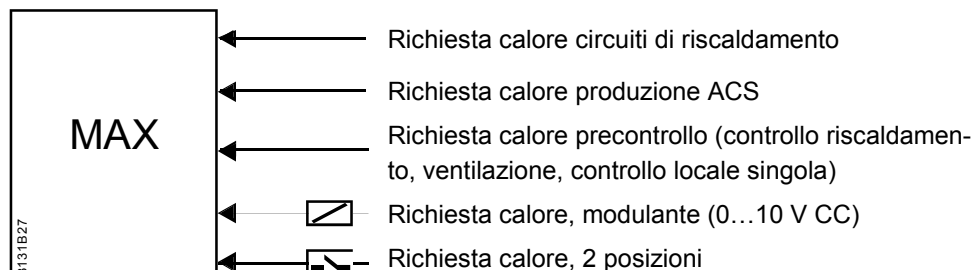 Richiesta calore circuiti di riscaldamento
Richiesta calore produzione ACS
MAX
Richiesta calore precontrollo (controllo riscaldamen-
to, ventilazione, controllo locale singola)
Richiesta calore, modulante (0…10 V CC)
Richiesta calore, 2 posizioni